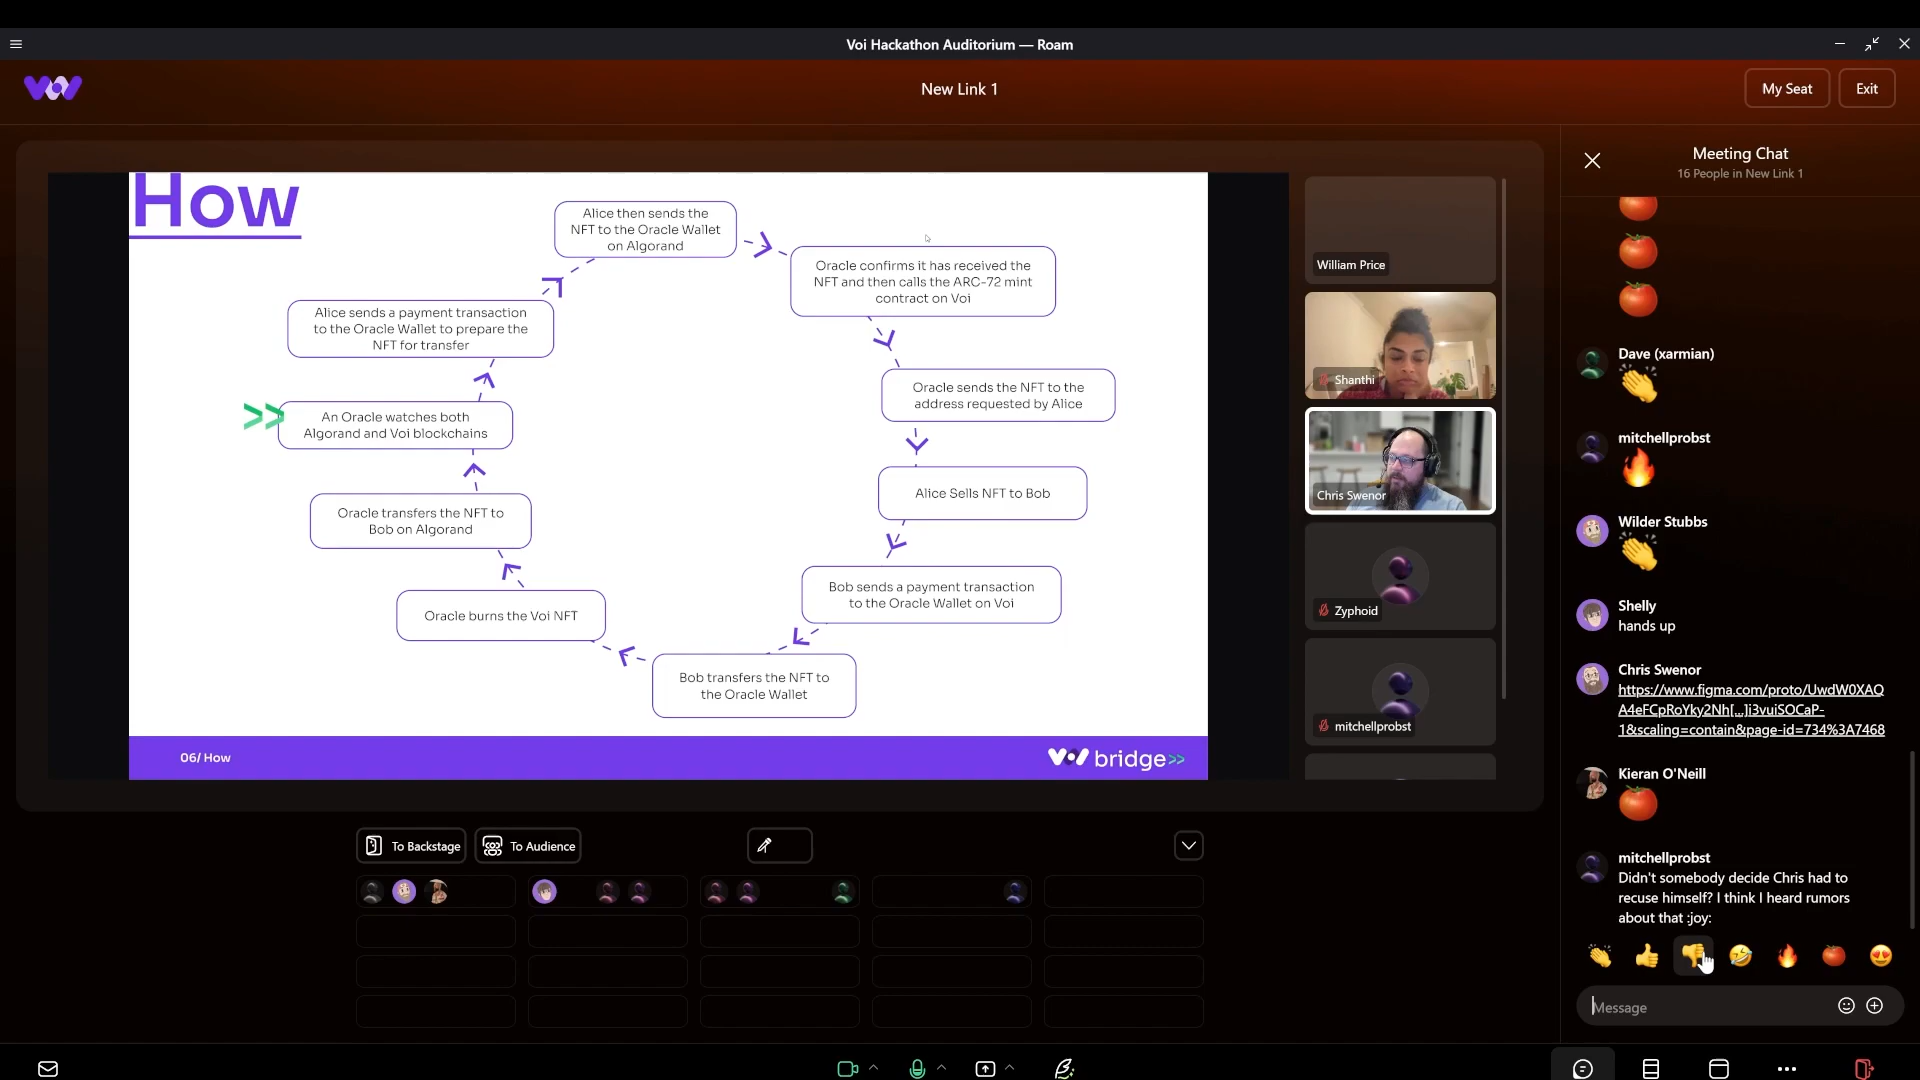 Voi Hackathon Auditorium — Roam
New Link 1
My Seat
Exit
How
Alice then sends the
NFT to the Oracle Wallet
on Algorand
Oracle confirms it has received the
NFT and then calls the ARC-72 mint
contract on Voi
Alice sends a payment transaction
to the Oracle Wallet to prepare the
NFT for transfer
Oracle sends the NFT to the
address requested by Alice
An Oracle watches both
Algorand and Voi blockchains
Alice Sells NFT to Bob
Oracle transfers the NFT to
Bob on Algorand
Bob sends a payment transaction
to the Oracle Wallet on Voi
Oracle burns the Voi NFT
Bob transfers the NFT to
the Oracle Wallet
06/ How
voi bridge>>
William Price
Shanthi
Chris Swenor
Zyphoid
mitchellprobst
To Backstage
To Audience
Meeting Chat
16 People in New Link 1
Dave (xarmian)
mitchellprobst
Wilder Stubbs
Shelly
hands up
Chris Swenor
https://www.figma.com/proto/UwdW0XAQ
A4eFCpRoYky2Nh[...]i3vuiSOCaP-
1&scaling=contain&page-id=734%3A7468
Kieran O'Neill
mitchellprobst
Didn't somebody decide Chris had to
recuse himself? I think I heard rumors
about that :joy:
Message